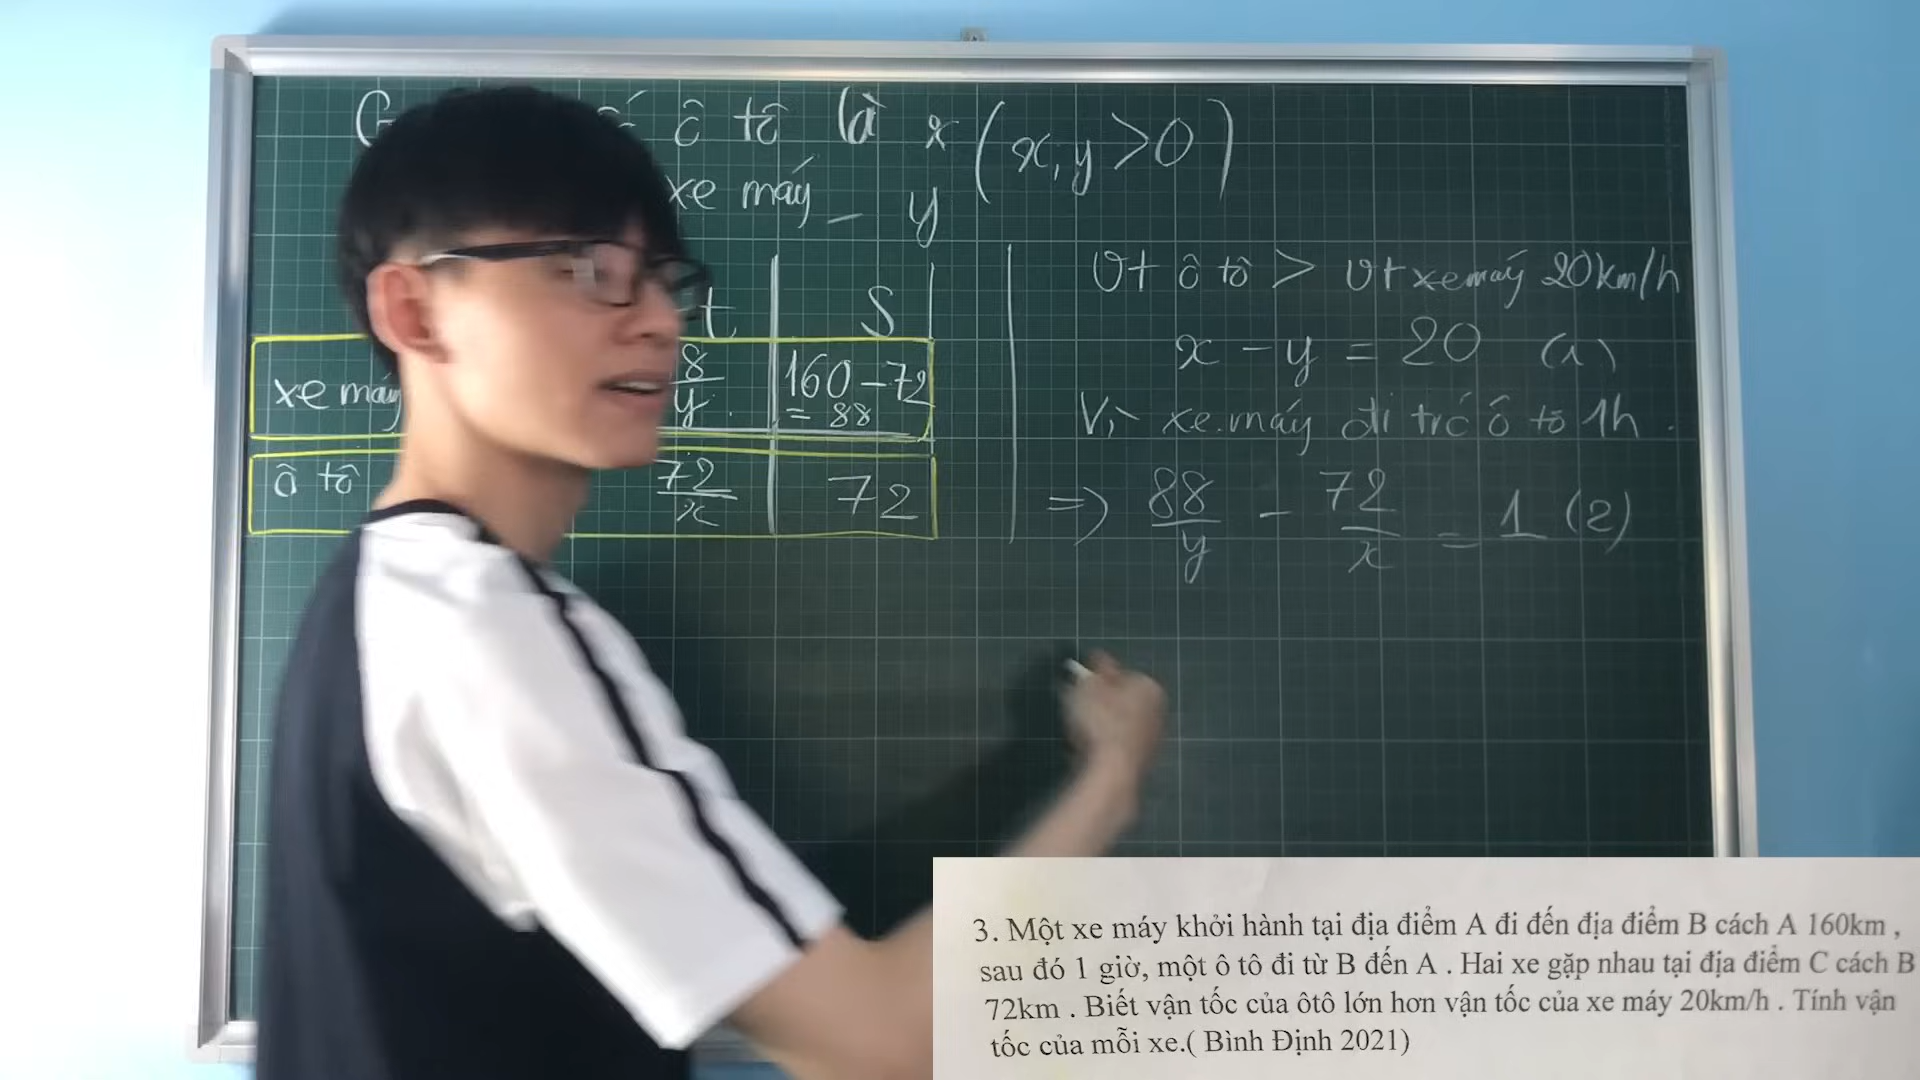 ô tô là x (x, y > 0)
xe máy - y
t S
xe máy 8/y 160 - 72
= 88
ô tô 72/x 72
Vt ô tô > Vt xe máy 20km/h
x - y = 20 (1)
Vì xe máy đi trc ô tô 1h.
=> 88/y - 72/x = 1 (2)
3. Một xe máy khởi hành tại địa điểm A đi đến địa điểm B cách A 160km ,
sau đó 1 giờ, một ô tô đi từ B đến A . Hai xe gặp nhau tại địa điểm C cách B
72km . Biết vận tốc của ôtô lớn hơn vận tốc của xe máy 20km/h . Tính vận
tốc của mỗi xe.( Bình Định 2021)